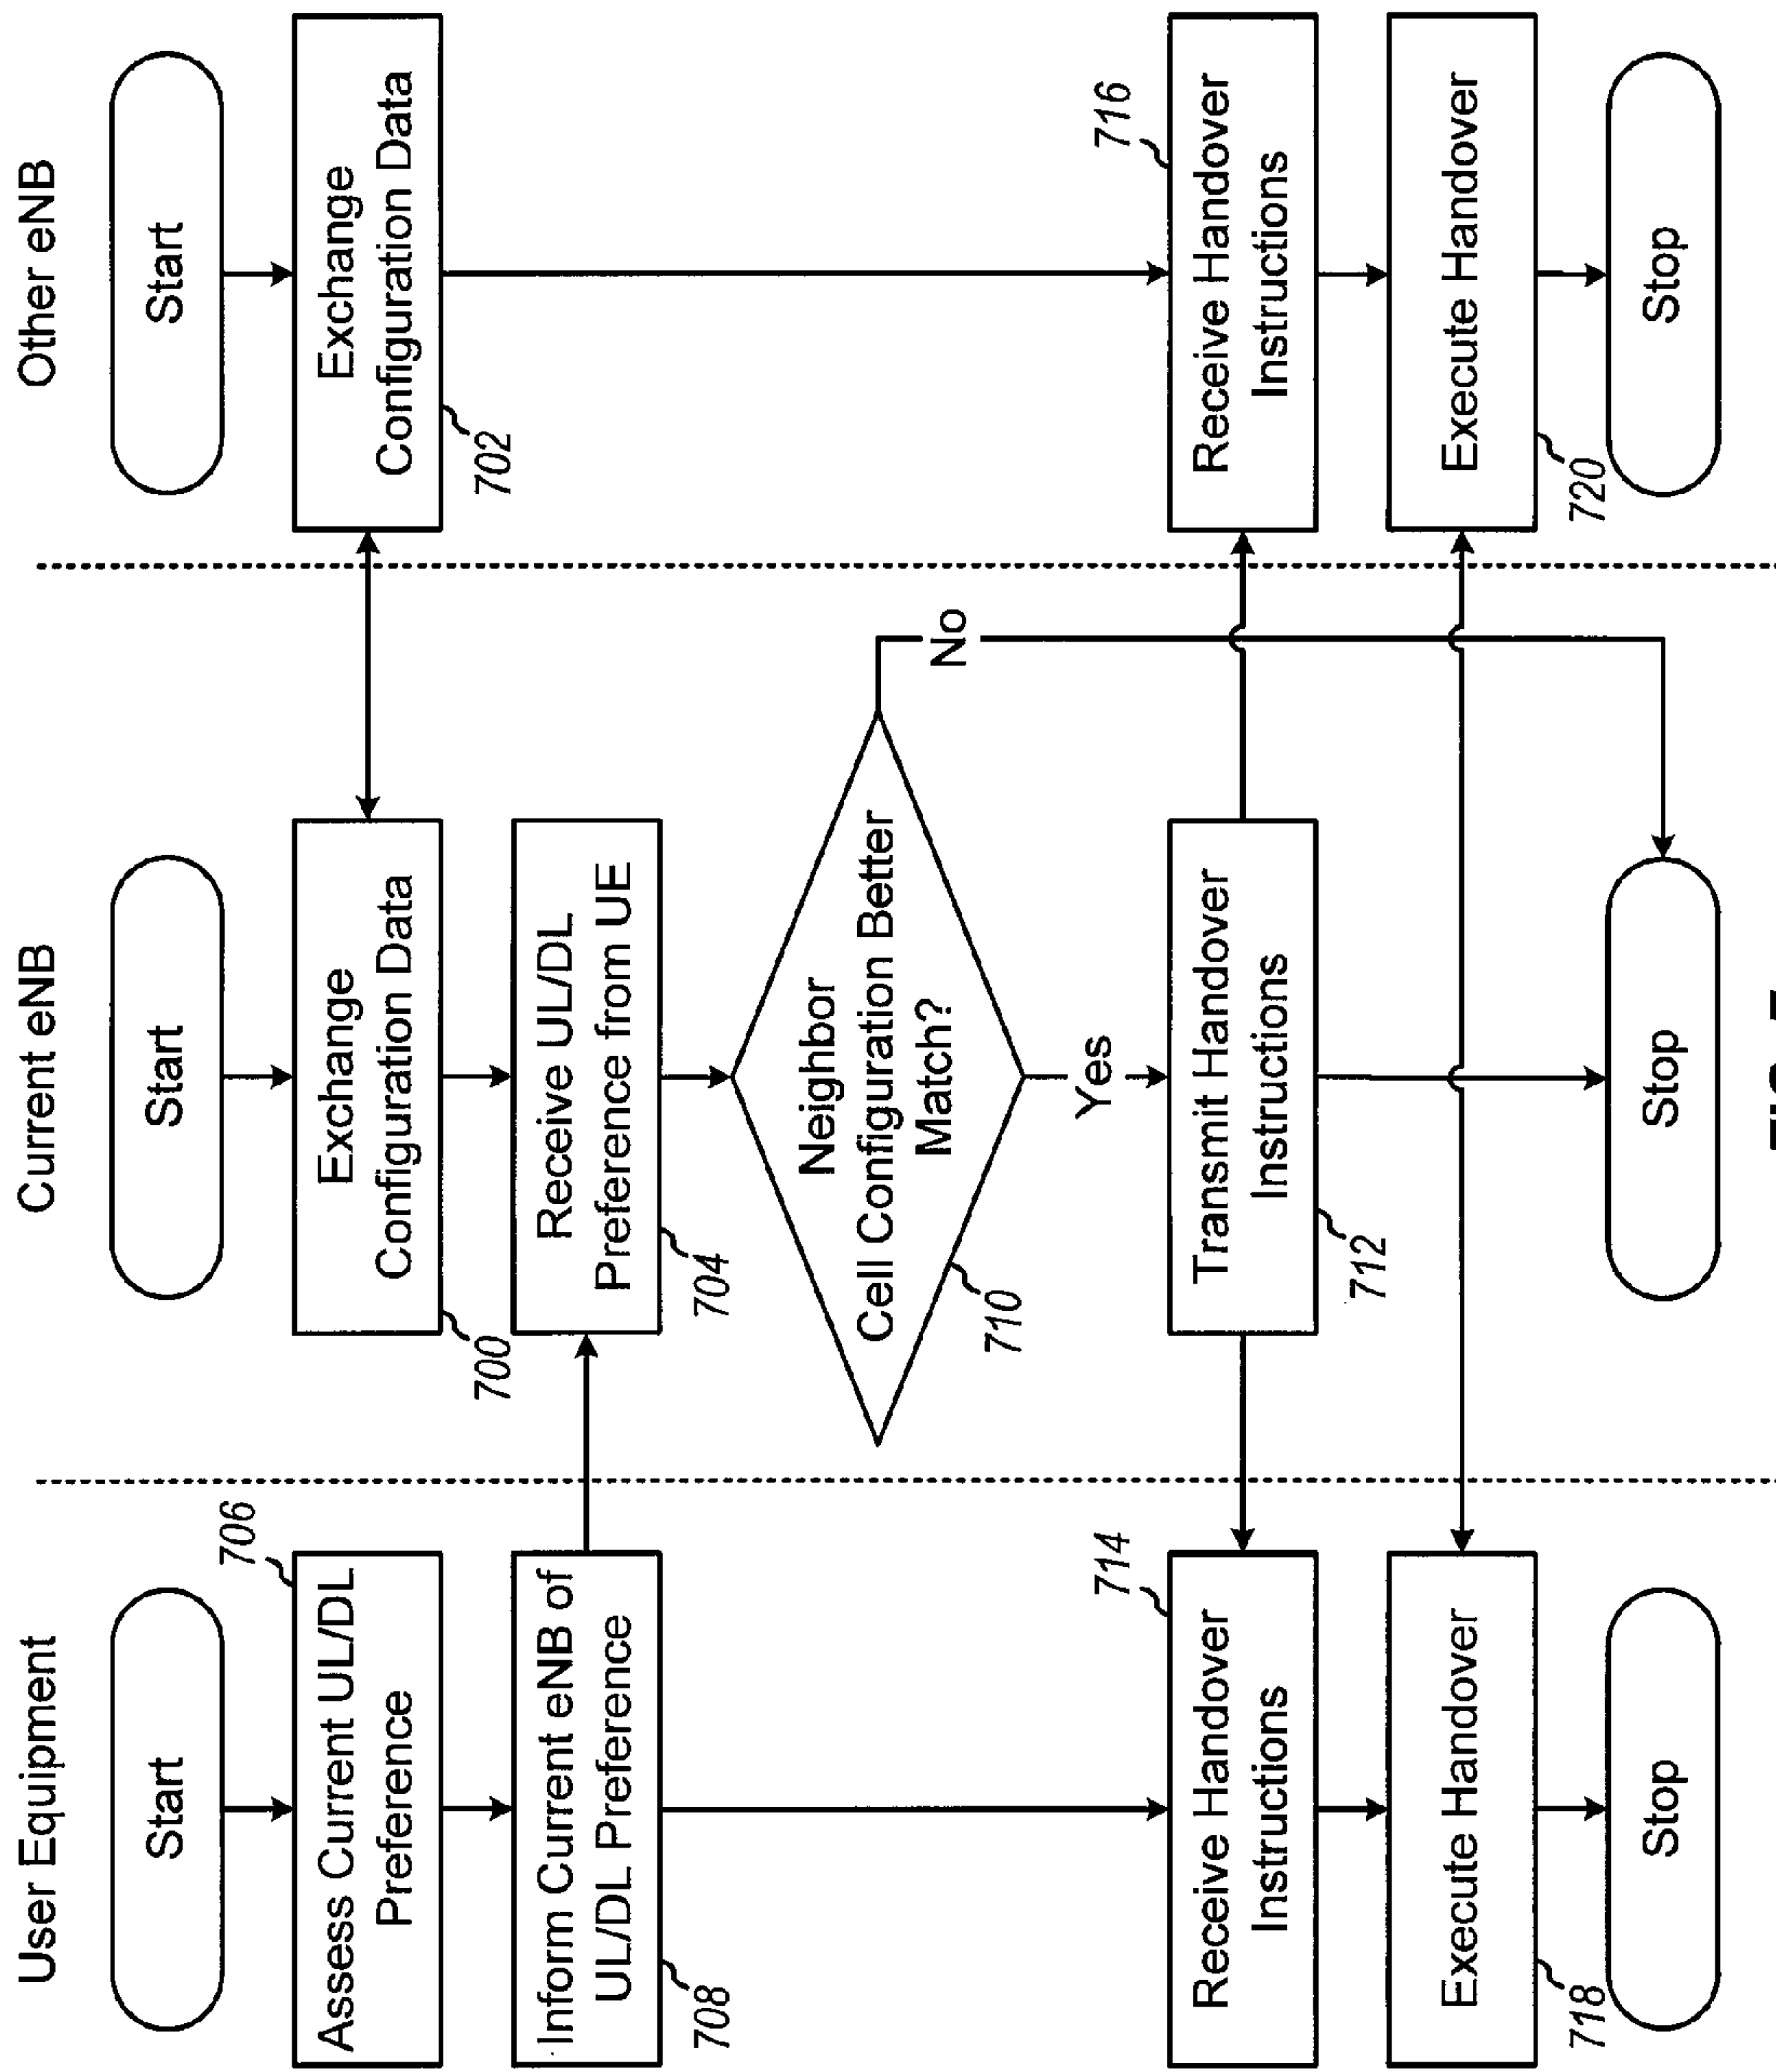 User Equipment
Start
706
Assess Current UL/DL
Preference
Inform Current eNB of
UL/DL Preference
708
714
Receive Handover
Instructions
Execute Handover
718
Stop
Current eNB
Start
Exchange
Configuration Data
700
Receive UL/DL
Preference from UE
704
Neighbor
Cell Configuration Better
Match?
710
No
Yes
Transmit Handover
Instructions
712
Stop
Other eNB
Start
Exchange
Configuration Data
702
716
Receive Handover
Instructions
Execute Handover
720
Stop